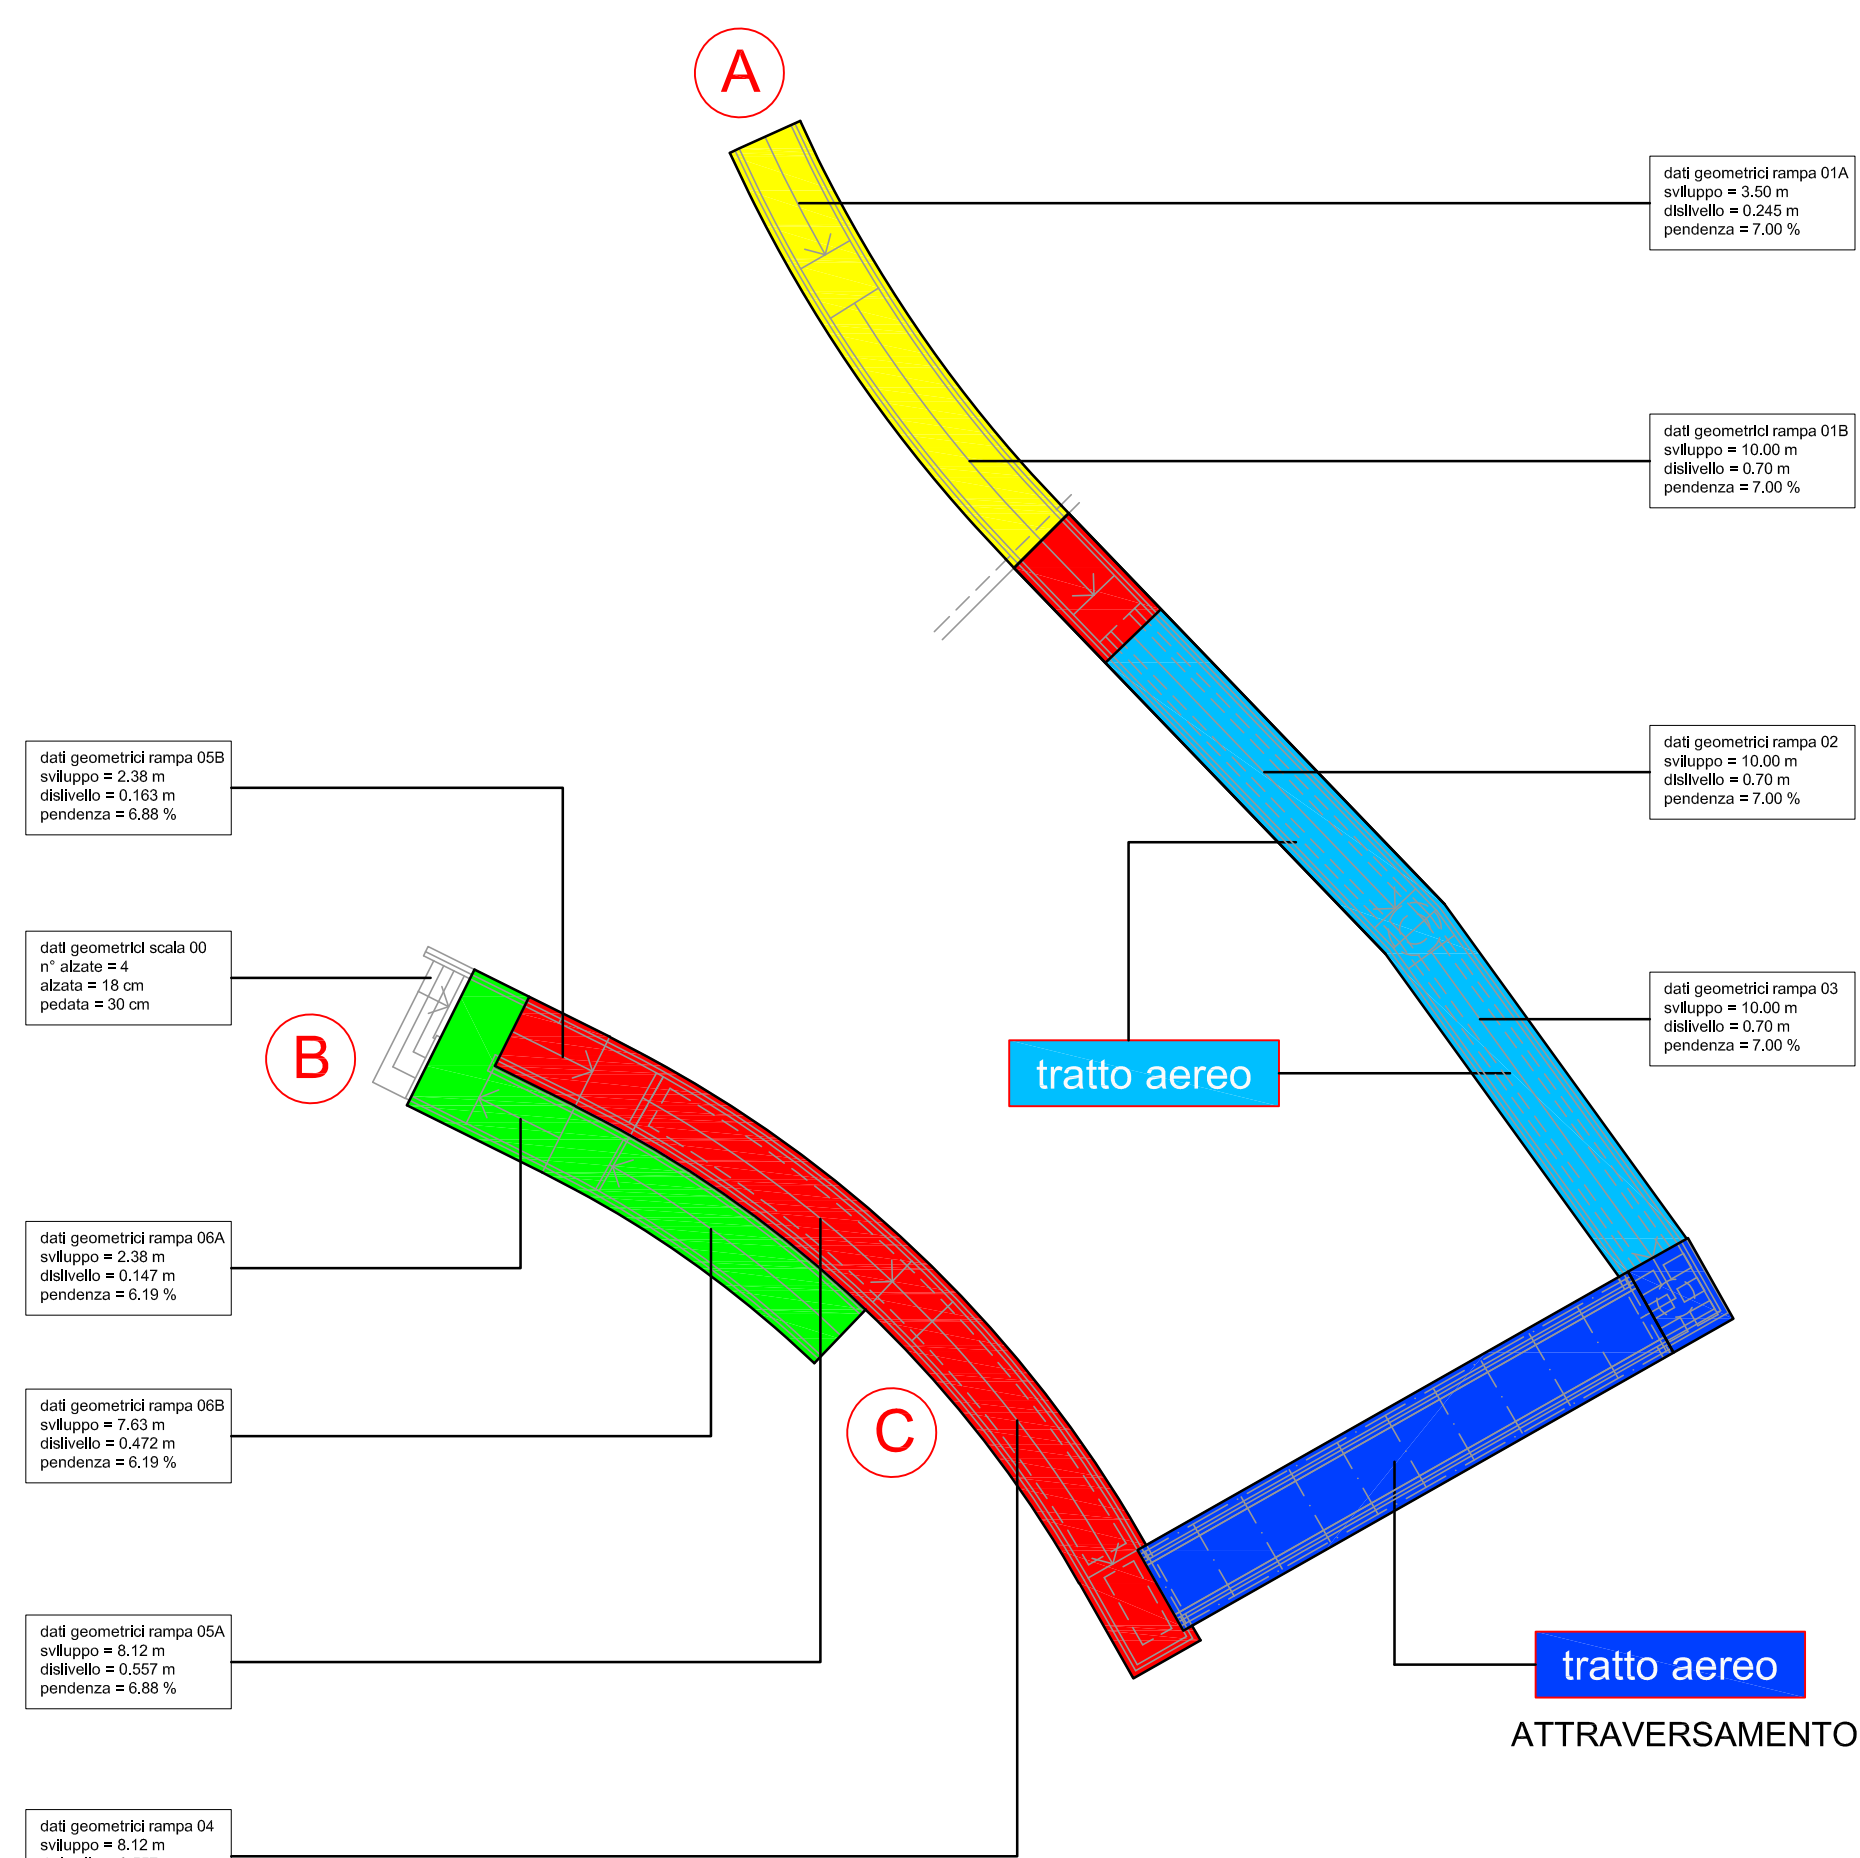 A
dati geometrici rampa 01A
sviluppo = 3.50 m
dislivello = 0.245 m
pendenza = 7.00 %
dati geometrici rampa 01B
sviluppo = 10.00 m
dislivello = 0.70 m
pendenza = 7.00 %
dati geometrici rampa 02
sviluppo = 10.00 m
dislivello = 0.70 m
pendenza = 7.00 %
dati geometrici rampa 05B
sviluppo = 2.38 m
dislivello = 0.163 m
pendenza = 6.88 %
dati geometrici scala 00
n° alzate = 4
alzata = 18 cm
pedata = 30 cm
dati geometrici rampa 03
sviluppo = 10.00 m
dislivello = 0.70 m
pendenza = 7.00 %
B
tratto aereo
dati geometrici rampa 06A
sviluppo = 2.38 m
dislivello = 0.147 m
pendenza = 6.19 %
dati geometrici rampa 06B
sviluppo = 7.63 m
dislivello = 0.472 m
pendenza = 6.19 %
C
dati geometrici rampa 05A
sviluppo = 8.12 m
dislivello = 0.557 m
pendenza = 6.88 %
tratto aereo
ATTRAVERSAMENTO
dati geometrici rampa 04
sviluppo = 8.12 m